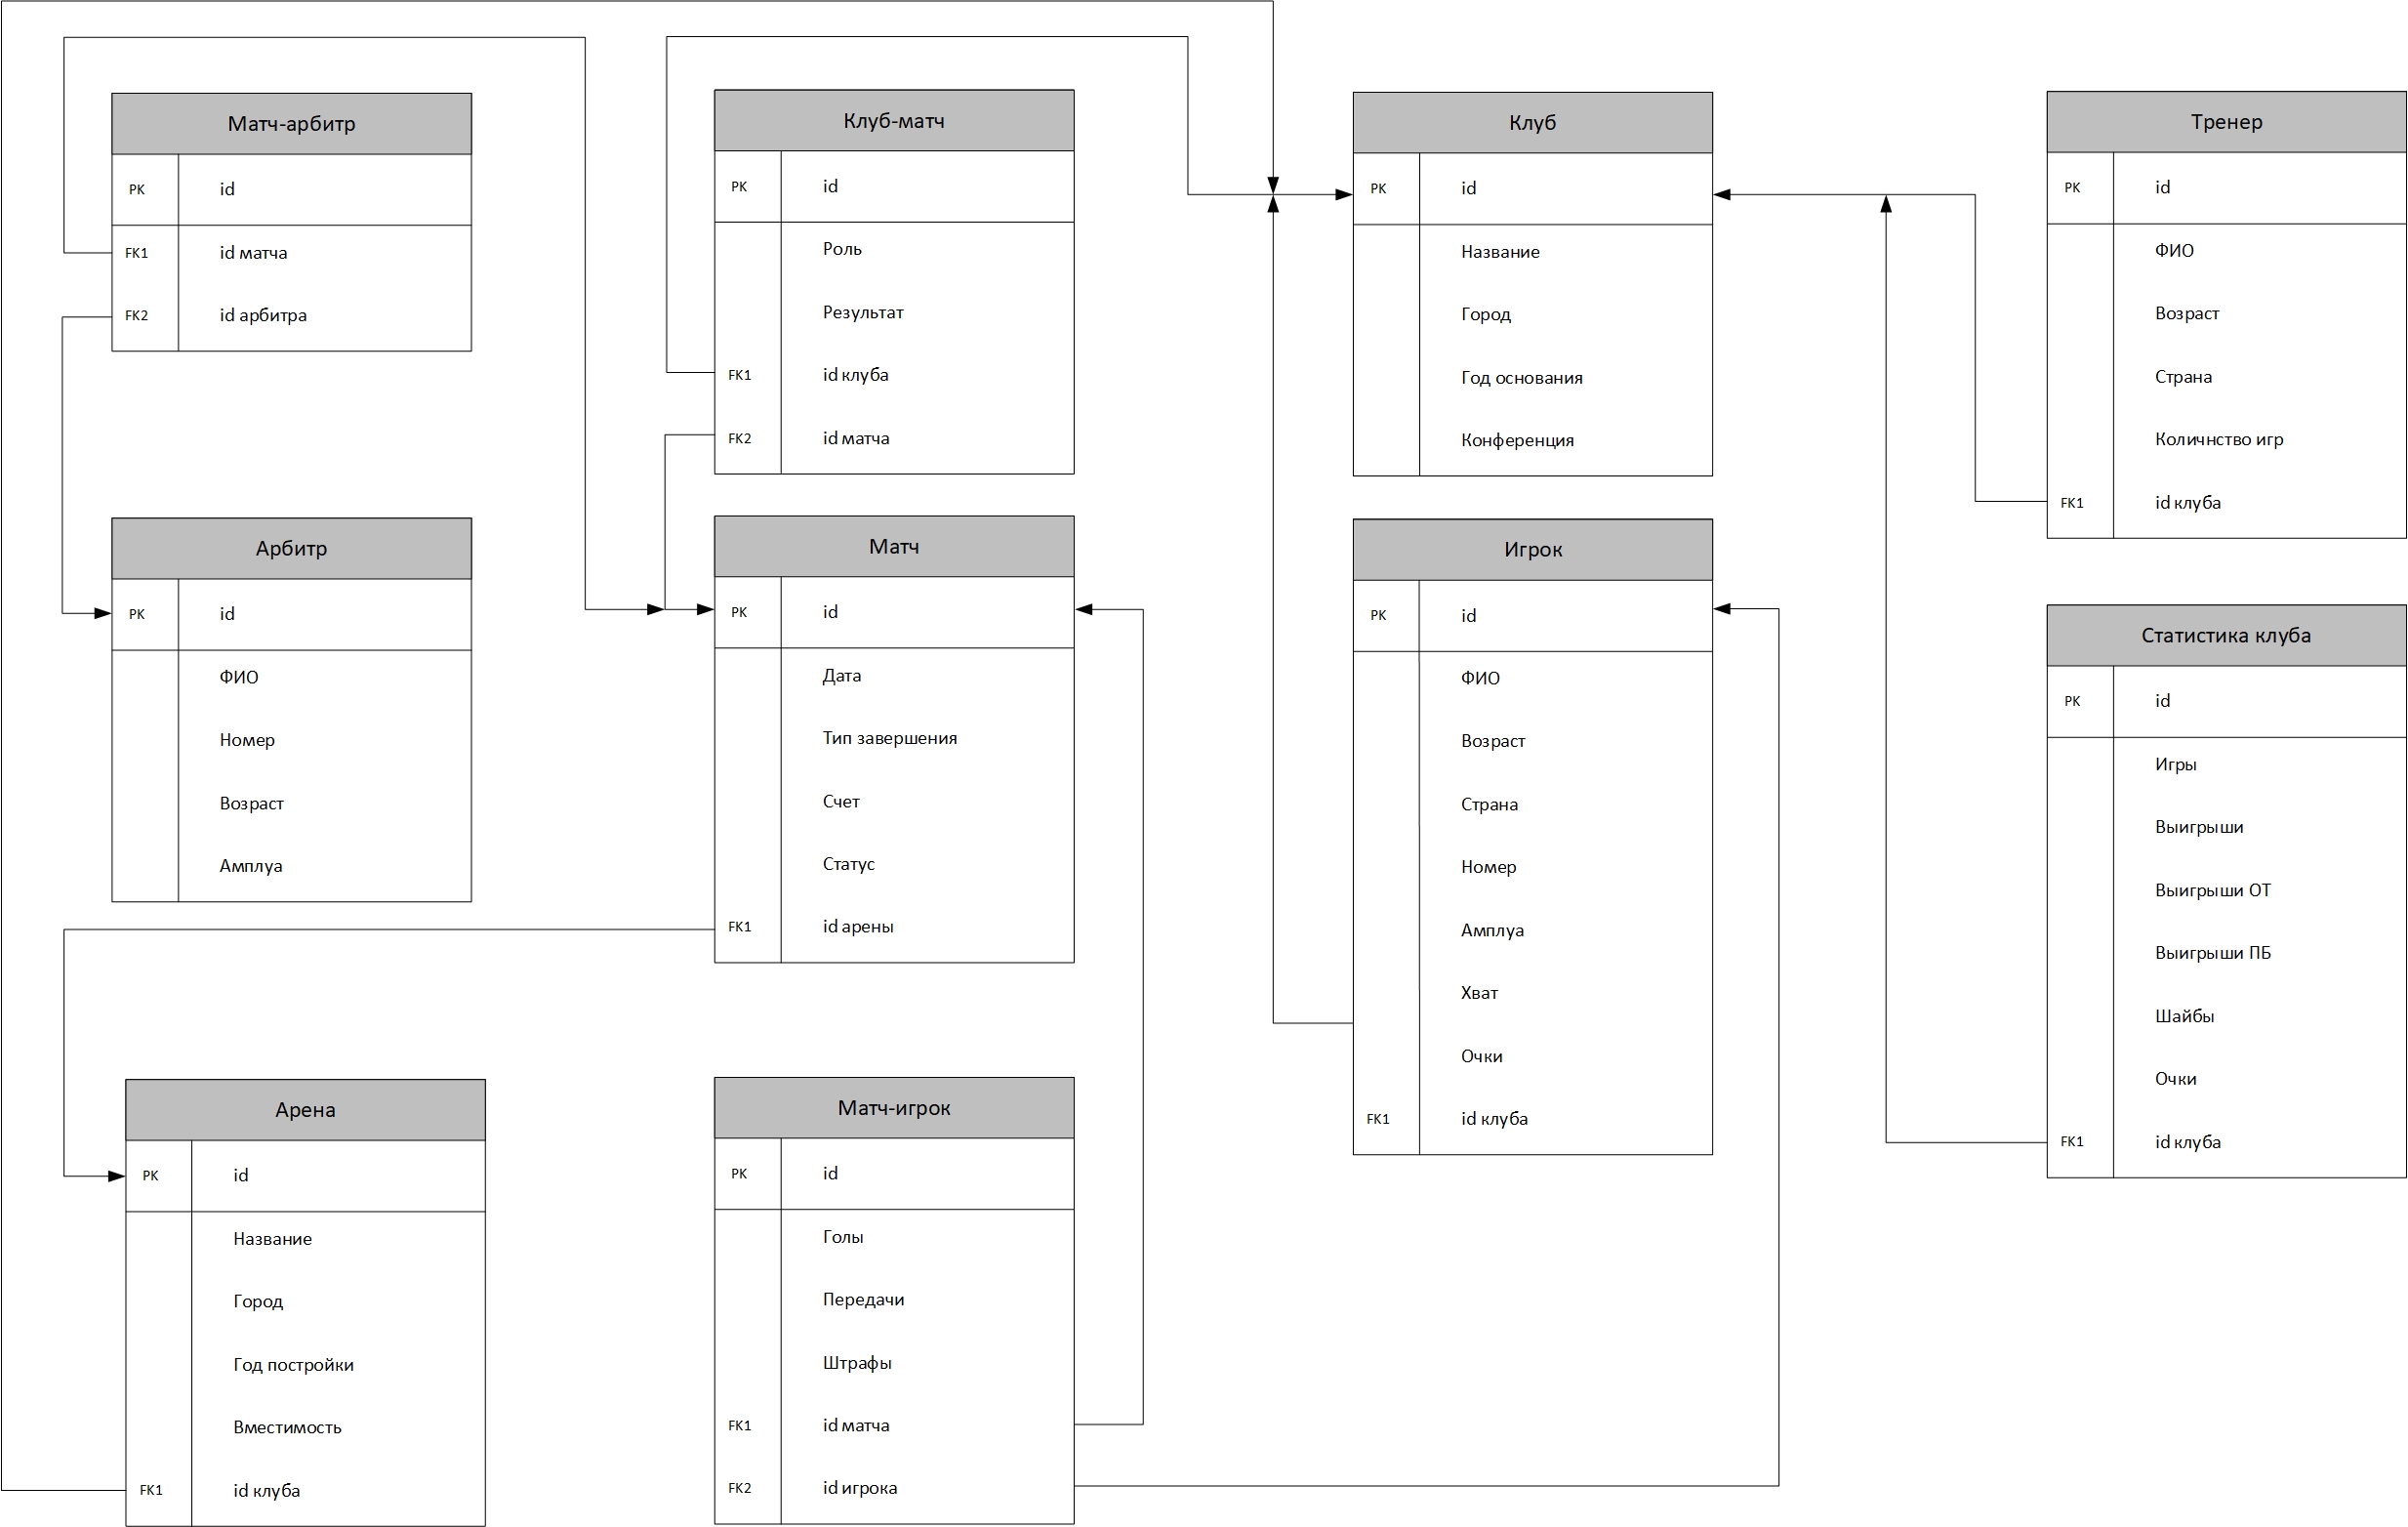 Матч-арбитр
PK id
FK1 id матча
FK2 id арбитра
Клуб-матч
PK id
Роль
Результат
FK1 id клуба
FK2 id матча
Клуб
PK id
Название
Город
Год основания
Конференция
Тренер
PK id
ФИО
Возраст
Страна
Количнство игр
FK1 id клуба
Арбитр
PK id
ФИО
Номер
Возраст
Амплуа
Матч
PK id
Дата
Тип завершения
Счет
Статус
FK1 id арены
Игрок
PK id
ФИО
Возраст
Страна
Номер
Амплуа
Хват
Очки
FK1 id клуба
Статистика клуба
PK id
Игры
Выигрыши
Выигрыши ОТ
Выигрыши ПБ
Шайбы
Очки
FK1 id клуба
Арена
PK id
Название
Город
Год постройки
Вместимость
FK1 id клуба
Матч-игрок
PK id
Голы
Передачи
Штрафы
FK1 id матча
FK2 id игрока